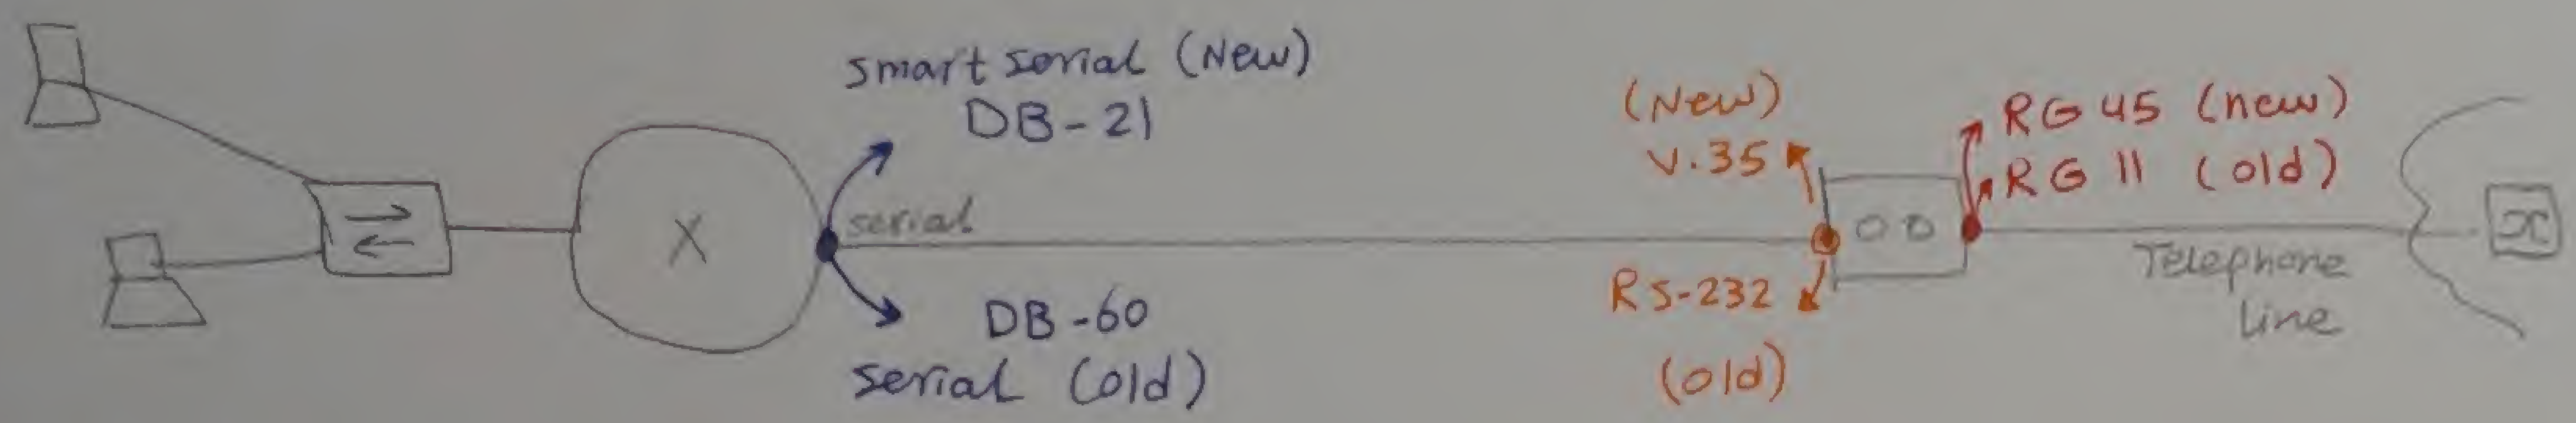 smart serial (New)
DB-21
serial
DB-60
serial (old)
X
(New)
V.35
RS-232
(old)
RG 45 (new)
RG 11 (old)
Telephone
Line
X